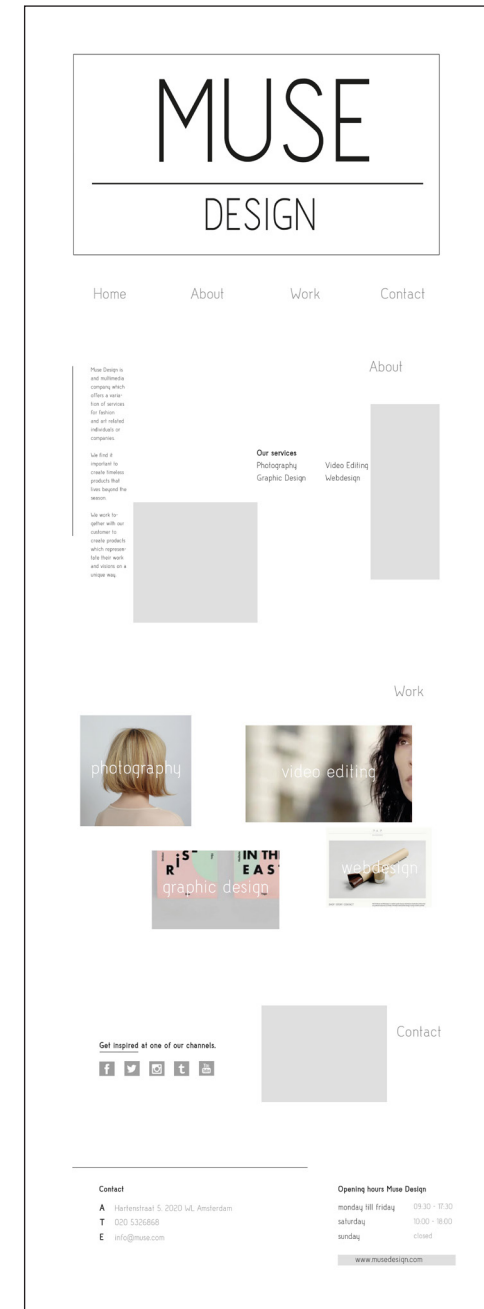 MUSE
DESIGN
Home About Work Contact
About
Muse Design is
and multimedia
company which
offers a varia-
tion of services
for fashion
and art related
individuals or
companies.
We find it
important to
create timeless
products that
lives beyond the
season.
We work to-
gether with our
customer to
create products
which represen-
tate their work
and visions on a
unique way.
Our services
Photography Video Editing
Graphic Design Webdesign
Work
photography
video editing
RIS
IN THE
EAS
graphic design
webdesign
Contact
Get inspired at one of our channels.
Contact
A Hartenstraat 5, 2020 WL Amsterdam
T 020 5326868
E info@muse.com
Opening hours Muse Design
monday till friday 09.30 - 17.30
saturday 10.00 - 18.00
sunday closed
www.musedesign.com